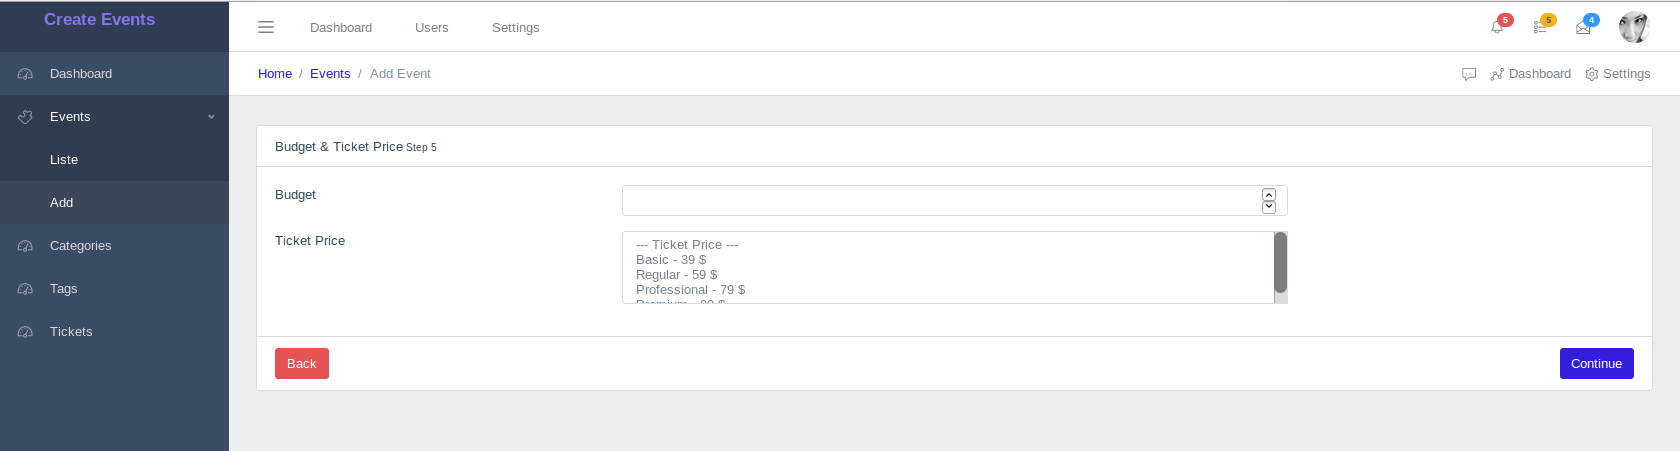 Create Events
Dashboard
Users
Settings
5
5
4
Home / Events / Add Event
Dashboard
Settings
Dashboard
Events
Liste
Add
Categories
Tags
Tickets
Budget & Ticket Price Step 5
Budget
Ticket Price
--- Ticket Price ---
Basic - 39 $
Regular - 59 $
Professional - 79 $
Back
Continue